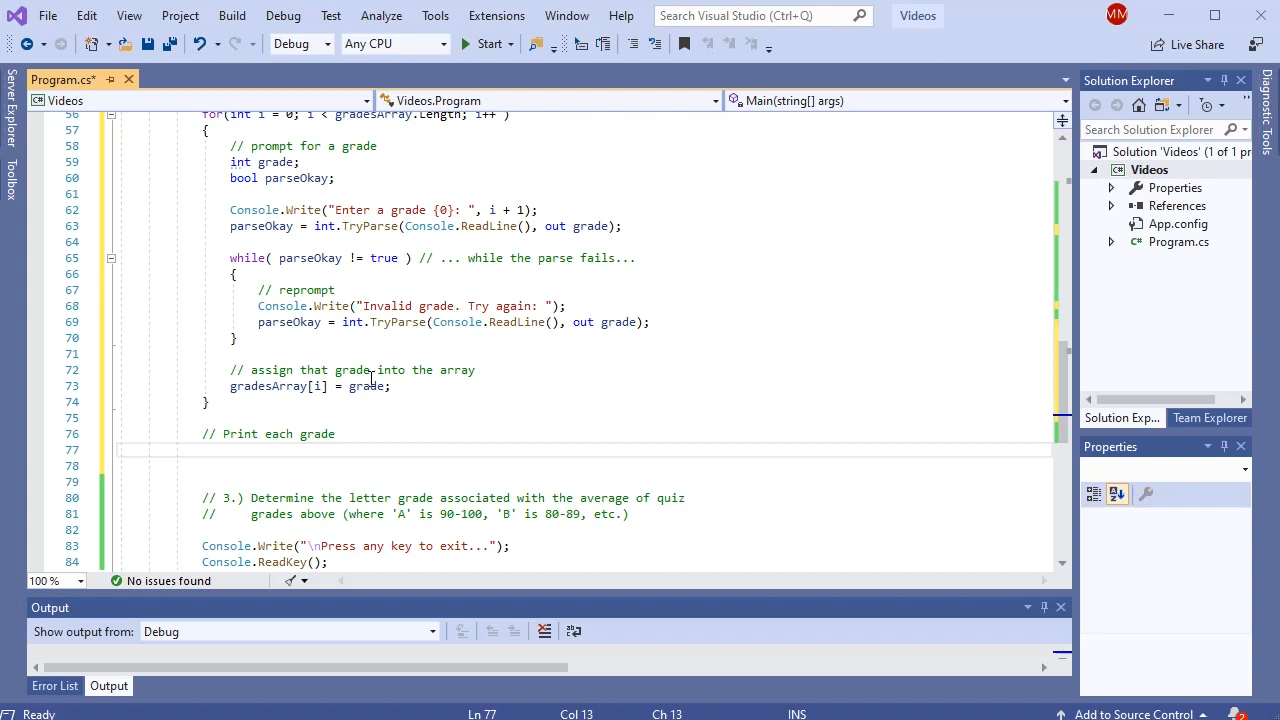 File Edit View Project Build Debug Test Analyze Tools Extensions Window Help Search Visual Studio (Ctrl+Q) Videos MM
Debug Any CPU Start Live Share
Server Explorer
Toolbox
Program.cs*
Videos Videos.Program Main(string[] args)
56 for(int i = 0; i < gradesArray.Length; i++ )
57 {
58 // prompt for a grade
59 int grade;
60 bool parseOkay;
61
62 Console.Write("Enter a grade {0}: ", i + 1);
63 parseOkay = int.TryParse(Console.ReadLine(), out grade);
64
65 while( parseOkay != true ) // ... while the parse fails...
66 {
67 // reprompt
68 Console.Write("Invalid grade. Try again: ");
69 parseOkay = int.TryParse(Console.ReadLine(), out grade);
70 }
71
72 // assign that grade into the array
73 gradesArray[i] = grade;
74 }
75
76 // Print each grade
77
78
79
80 // 3.) Determine the letter grade associated with the average of quiz
81 // grades above (where 'A' is 90-100, 'B' is 80-89, etc.)
82
83 Console.Write("\nPress any key to exit...");
84 Console.ReadKey();
100 % No issues found
Output
Show output from: Debug
Error List Output
Solution Explorer
Search Solution Explorer
Solution 'Videos' (1 of 1 pr
Videos
Properties
References
App.config
Program.cs
Solution Exp... Team Explorer
Properties
Diagnostic Tools
Ready Ln 77 Col 13 Ch 13 INS Add to Source Control 2